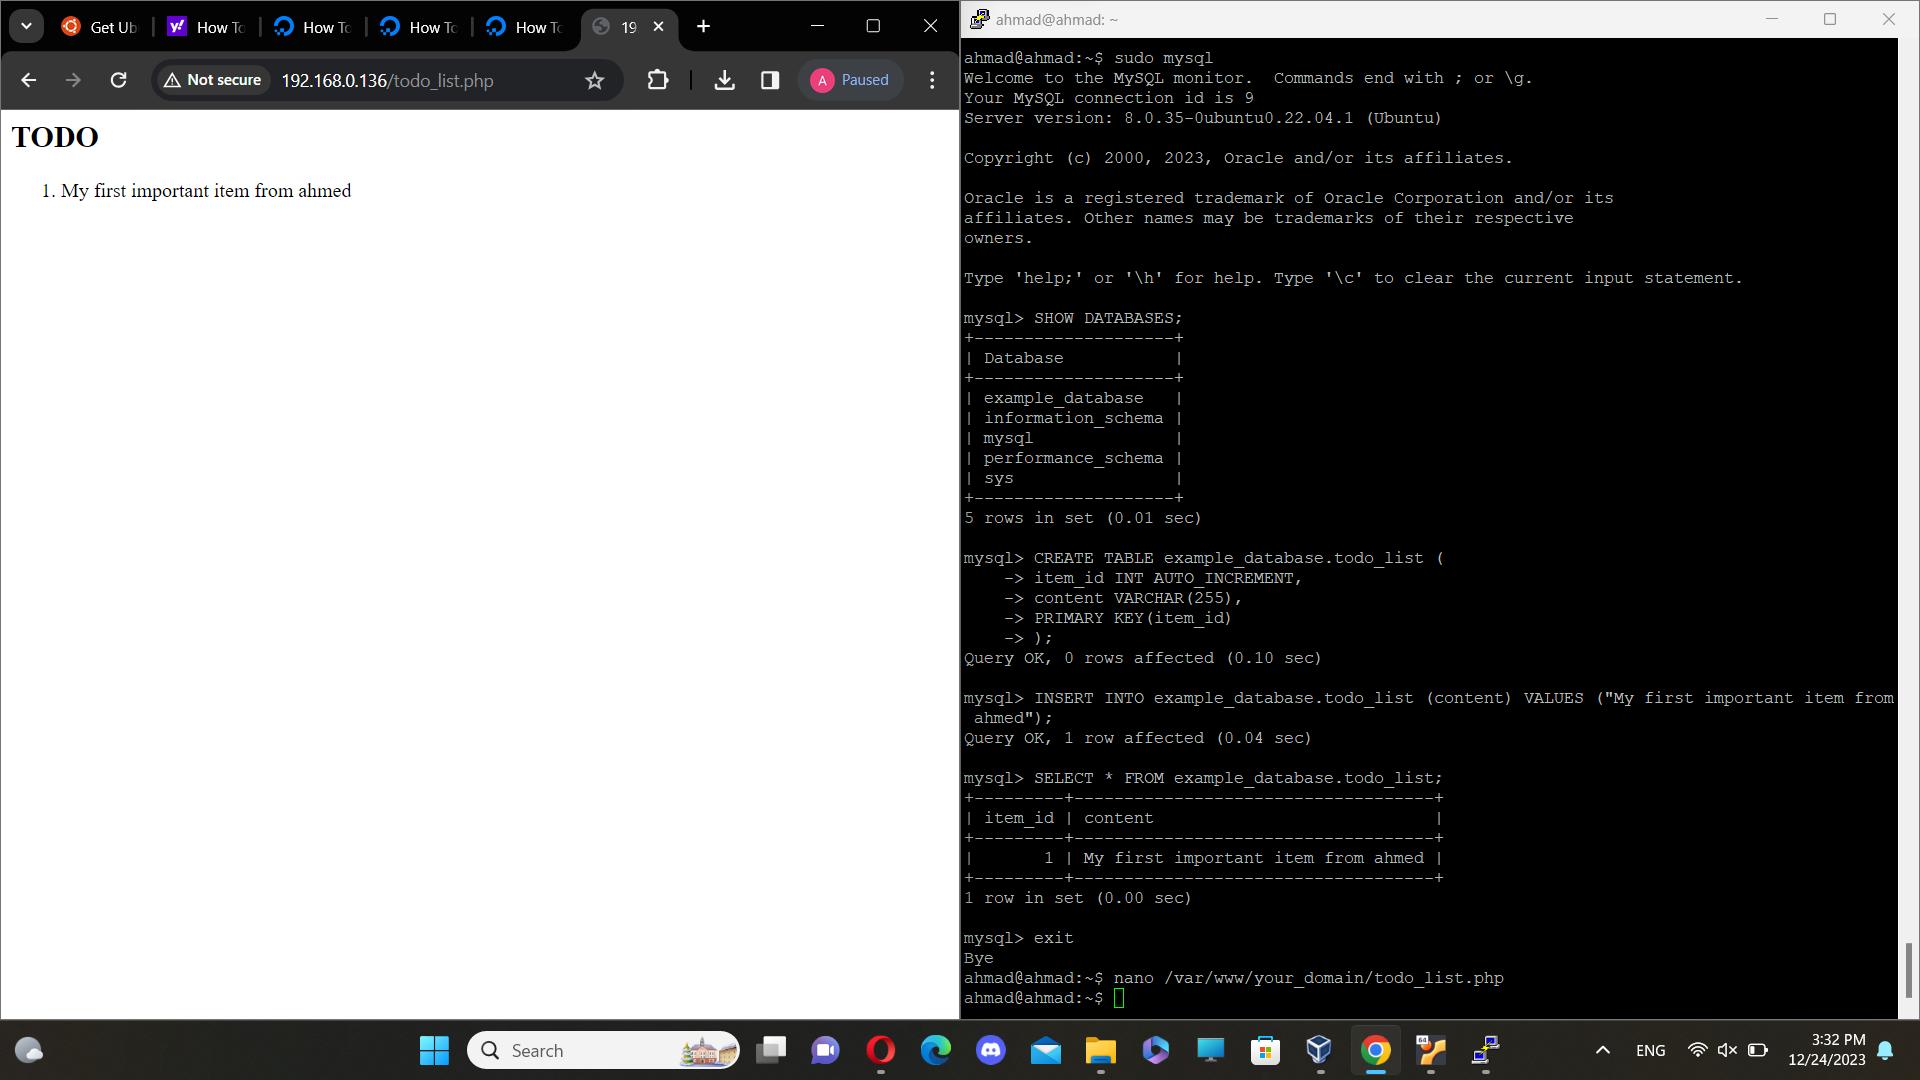 Get Ub
How To
How To
How To
How To
19
Not secure
192.168.0.136/todo_list.php
A
Paused
TODO
1. My first important item from ahmed
ahmad@ahmad: ~
ahmad@ahmad:~$ sudo mysql
Welcome to the MySQL monitor.  Commands end with ; or \g.
Your MySQL connection id is 9
Server version: 8.0.35-0ubuntu0.22.04.1 (Ubuntu)
Copyright (c) 2000, 2023, Oracle and/or its affiliates.
Oracle is a registered trademark of Oracle Corporation and/or its
affiliates. Other names may be trademarks of their respective
owners.
Type 'help;' or '\h' for help. Type '\c' to clear the current input statement.
mysql> SHOW DATABASES;
+--------------------+
| Database           |
+--------------------+
| example_database   |
| information_schema |
| mysql              |
| performance_schema |
| sys                |
+--------------------+
5 rows in set (0.01 sec)
mysql> CREATE TABLE example_database.todo_list (
    -> item_id INT AUTO_INCREMENT,
    -> content VARCHAR(255),
    -> PRIMARY KEY(item_id)
    -> );
Query OK, 0 rows affected (0.10 sec)
mysql> INSERT INTO example_database.todo_list (content) VALUES ("My first important item from
 ahmed");
Query OK, 1 row affected (0.04 sec)
mysql> SELECT * FROM example_database.todo_list;
+---------+------------------------------------+
| item_id | content                            |
+---------+------------------------------------+
|       1 | My first important item from ahmed |
+---------+------------------------------------+
1 row in set (0.00 sec)
mysql> exit
Bye
ahmad@ahmad:~$ nano /var/www/your_domain/todo_list.php
ahmad@ahmad:~$
Search
64
ENG
3:32 PM
12/24/2023